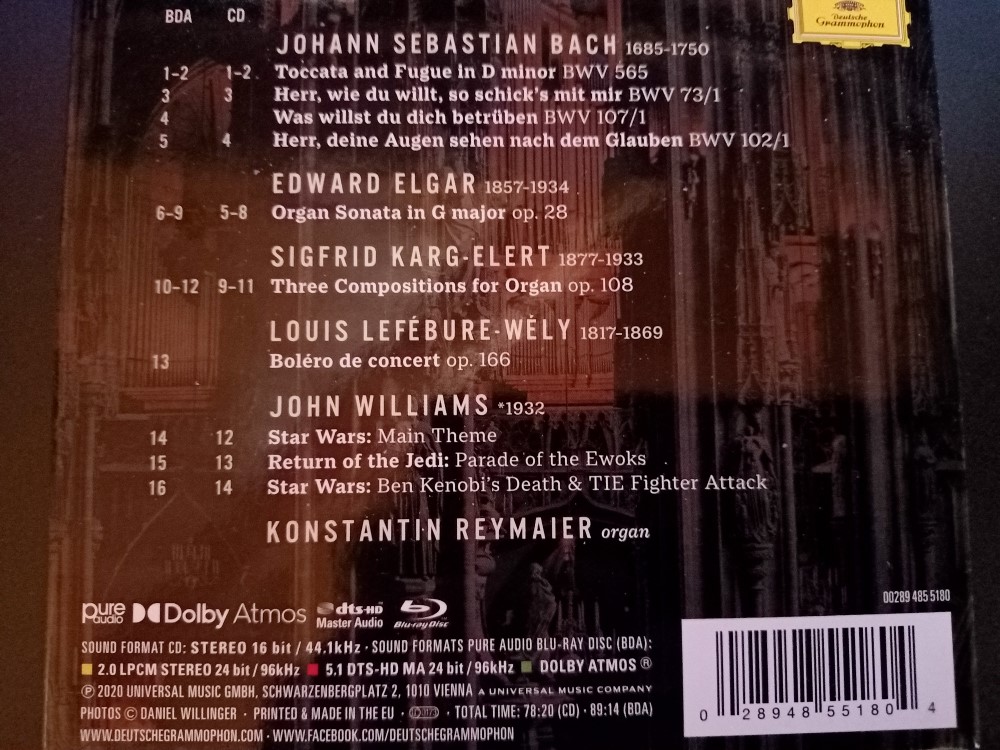 BDA CD
Deutsche
Grammophon
JOHANN SEBASTIAN BACH 1685-1750
1-2 1-2 Toccata and Fugue in D minor BWV 565
3 3 Herr, wie du willt, so schick's mit mir BWV 73/1
4 Was willst du dich betrüben BWV 107/1
5 4 Herr, deine Augen sehen nach dem Glauben BWV 102/1
EDWARD ELGAR 1857-1934
6-9 5-8 Organ Sonata in G major op. 28
SIGFRID KARG-ELERT 1877-1933
10-12 9-11 Three Compositions for Organ op. 108
LOUIS LEFÉBURE-WÉLY 1817-1869
13 Boléro de concert op. 166
JOHN WILLIAMS *1932
14 12 Star Wars: Main Theme
15 13 Return of the Jedi: Parade of the Ewoks
16 14 Star Wars: Ben Kenobi's Death & TIE Fighter Attack
KONSTANTIN REYMAIER organ
00289 485 5180
pure audio Dolby Atmos dts-HD Master Audio Blu-ray Disc
SOUND FORMAT CD: STEREO 16 bit / 44.1kHz · SOUND FORMATS PURE AUDIO BLU-RAY DISC (BDA):
2.0 LPCM STEREO 24 bit / 96kHz 5.1 DTS-HD MA 24 bit / 96kHz DOLBY ATMOS ®
℗ 2020 UNIVERSAL MUSIC GMBH, SCHWARZENBERGPLATZ 2, 1010 VIENNA A UNIVERSAL MUSIC COMPANY
PHOTOS © DANIEL WILLINGER · PRINTED & MADE IN THE EU · TOTAL TIME: 78:20 (CD) · 89:14 (BDA)
WWW.DEUTSCHEGRAMMOPHON.COM · WWW.FACEBOOK.COM/DEUTSCHEGRAMMOPHON
0 28948 55180 4